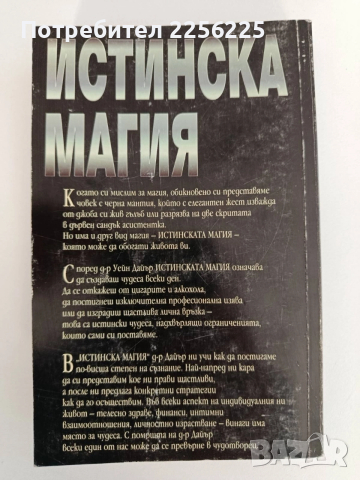 Потребител 7252891
ИСТИНСКА
МАГИЯ
Когато си мислим за магия, обикновено си представяме
човек с черна мантия, който с елегантен жест изважда
от джоба си жив гълъб или разрязва на две скритата
в дървен сандък асистентка.
Но има и друг вид магия – ИСТИНСКАТА МАГИЯ –
която може да обогати живота ви.
Според д-р Уейн Дайър ИСТИНСКАТА МАГИЯ означава
да създаваш чудеса всеки ден.
Да се откажеш от цигарите и алкохола,
да постигнеш изключителна професионална изява
или да изградиш щастлива лична връзка –
това са истински чудеса, надхвърлящи ограниченията,
които сами си поставяме.
В „ИСТИНСКА МАГИЯ" д-р Дайър ни учи как да постигаме
по-висша степен на съзнание. Най-напред ни кара
да си представим кое ни прави щастливи,
а после ни предлага конкретни стратегии
как да го осъществим. Във всеки аспект на индивидуалния ни
живот – телесно здраве, финанси, интимни
взаимоотношения, личностно израстване – винаги има
място за чудеса. С помощта на д-р Дайър
всеки един от нас може да се превърне в чудотворец.
BAZAR